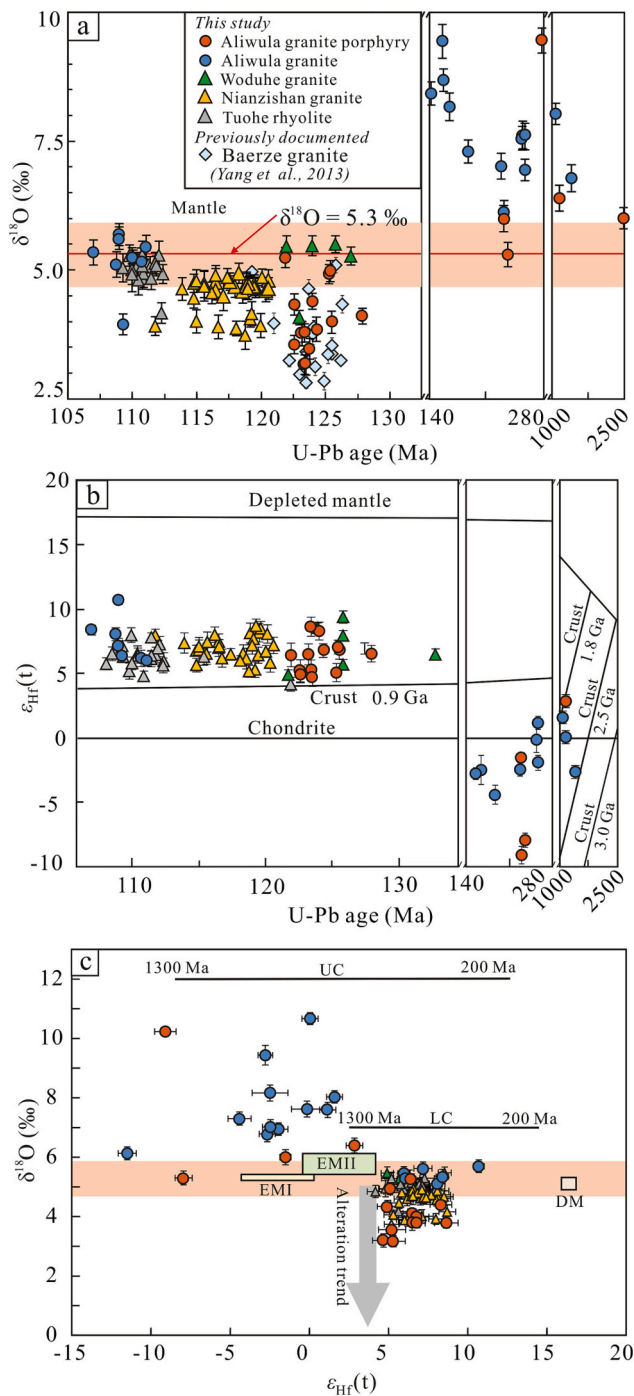 a
This study
Aliwula granite porphyry
Aliwula granite
Woduhe granite
Nianzishan granite
Tuohe rhyolite
Previously documented
Baerze granite
(Yang et al., 2013)
Mantle
δ¹⁸O = 5.3 ‰
δ¹⁸O (‰)
10
7.5
5.0
2.5
105 110 115 120 125 130 140 280 1000 2500
U-Pb age (Ma)
b
Depleted mantle
Crust 0.9 Ga
Chondrite
Crust 1.8 Ga
Crust 2.5 Ga
Crust 3.0 Ga
εHf(t)
20
15
10
5
0
-5
-10
110 120 130 140 280 1000 2500
U-Pb age (Ma)
c
1300 Ma UC 200 Ma
1300 Ma LC 200 Ma
EMII
EMI
DM
Alteration trend
δ¹⁸O (‰)
12
10
8
6
4
2
0
-15 -10 -5 0 5 10 15 20
εHf(t)